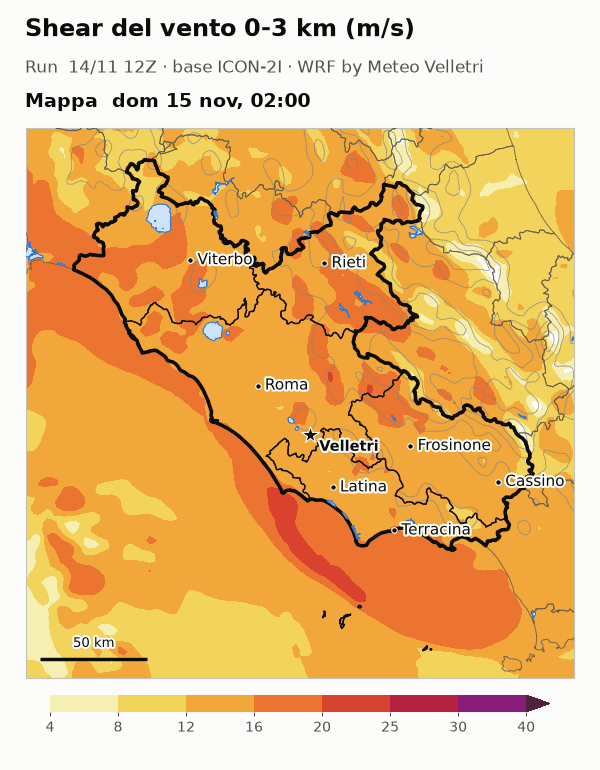 Shear del vento 0-3 km (m/s)
Run  14/11 12Z · base ICON-2I · WRF by Meteo Velletri
Mappa  dom 15 nov, 02:00
Viterbo
Rieti
Roma
Velletri
Frosinone
Cassino
Latina
Terracina
50 km
4 8 12 16 20 25 30 40